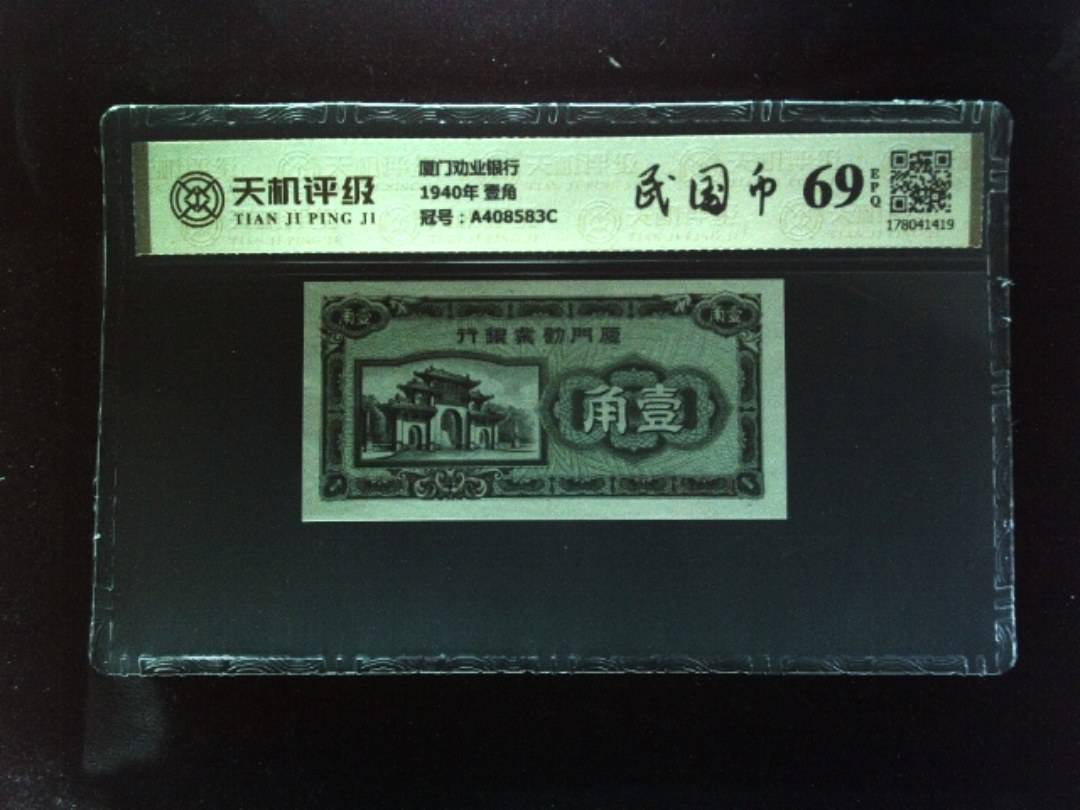 天机评级
TIAN JI PING JI
厦门劝业银行
1940年 壹角
冠号：A408583C
民国币
69
EPQ
178041419
角壹
角壹
行銀業勸門厦
角壹